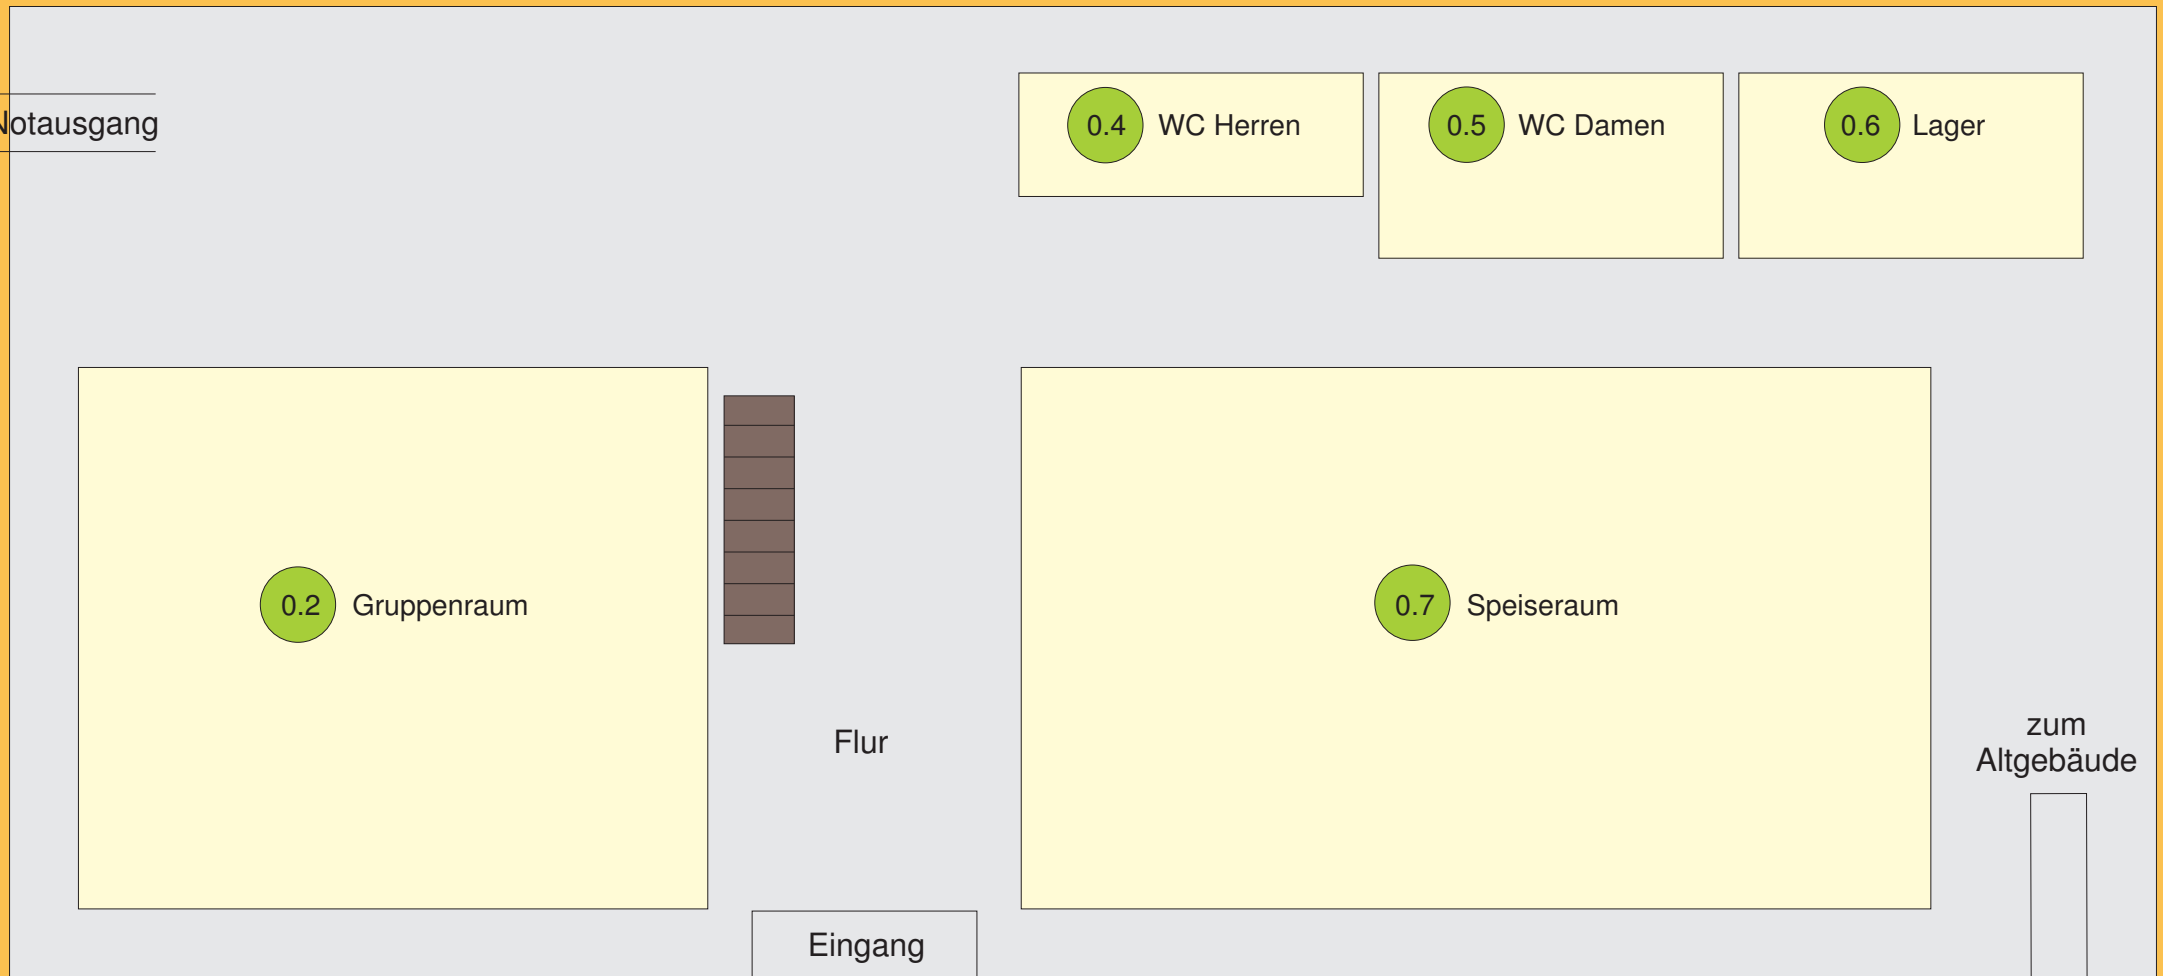 Notausgang
0.4 WC Herren
0.5 WC Damen
0.6 Lager
0.2 Gruppenraum
0.7 Speiseraum
Flur
zum
Altgebäude
Eingang